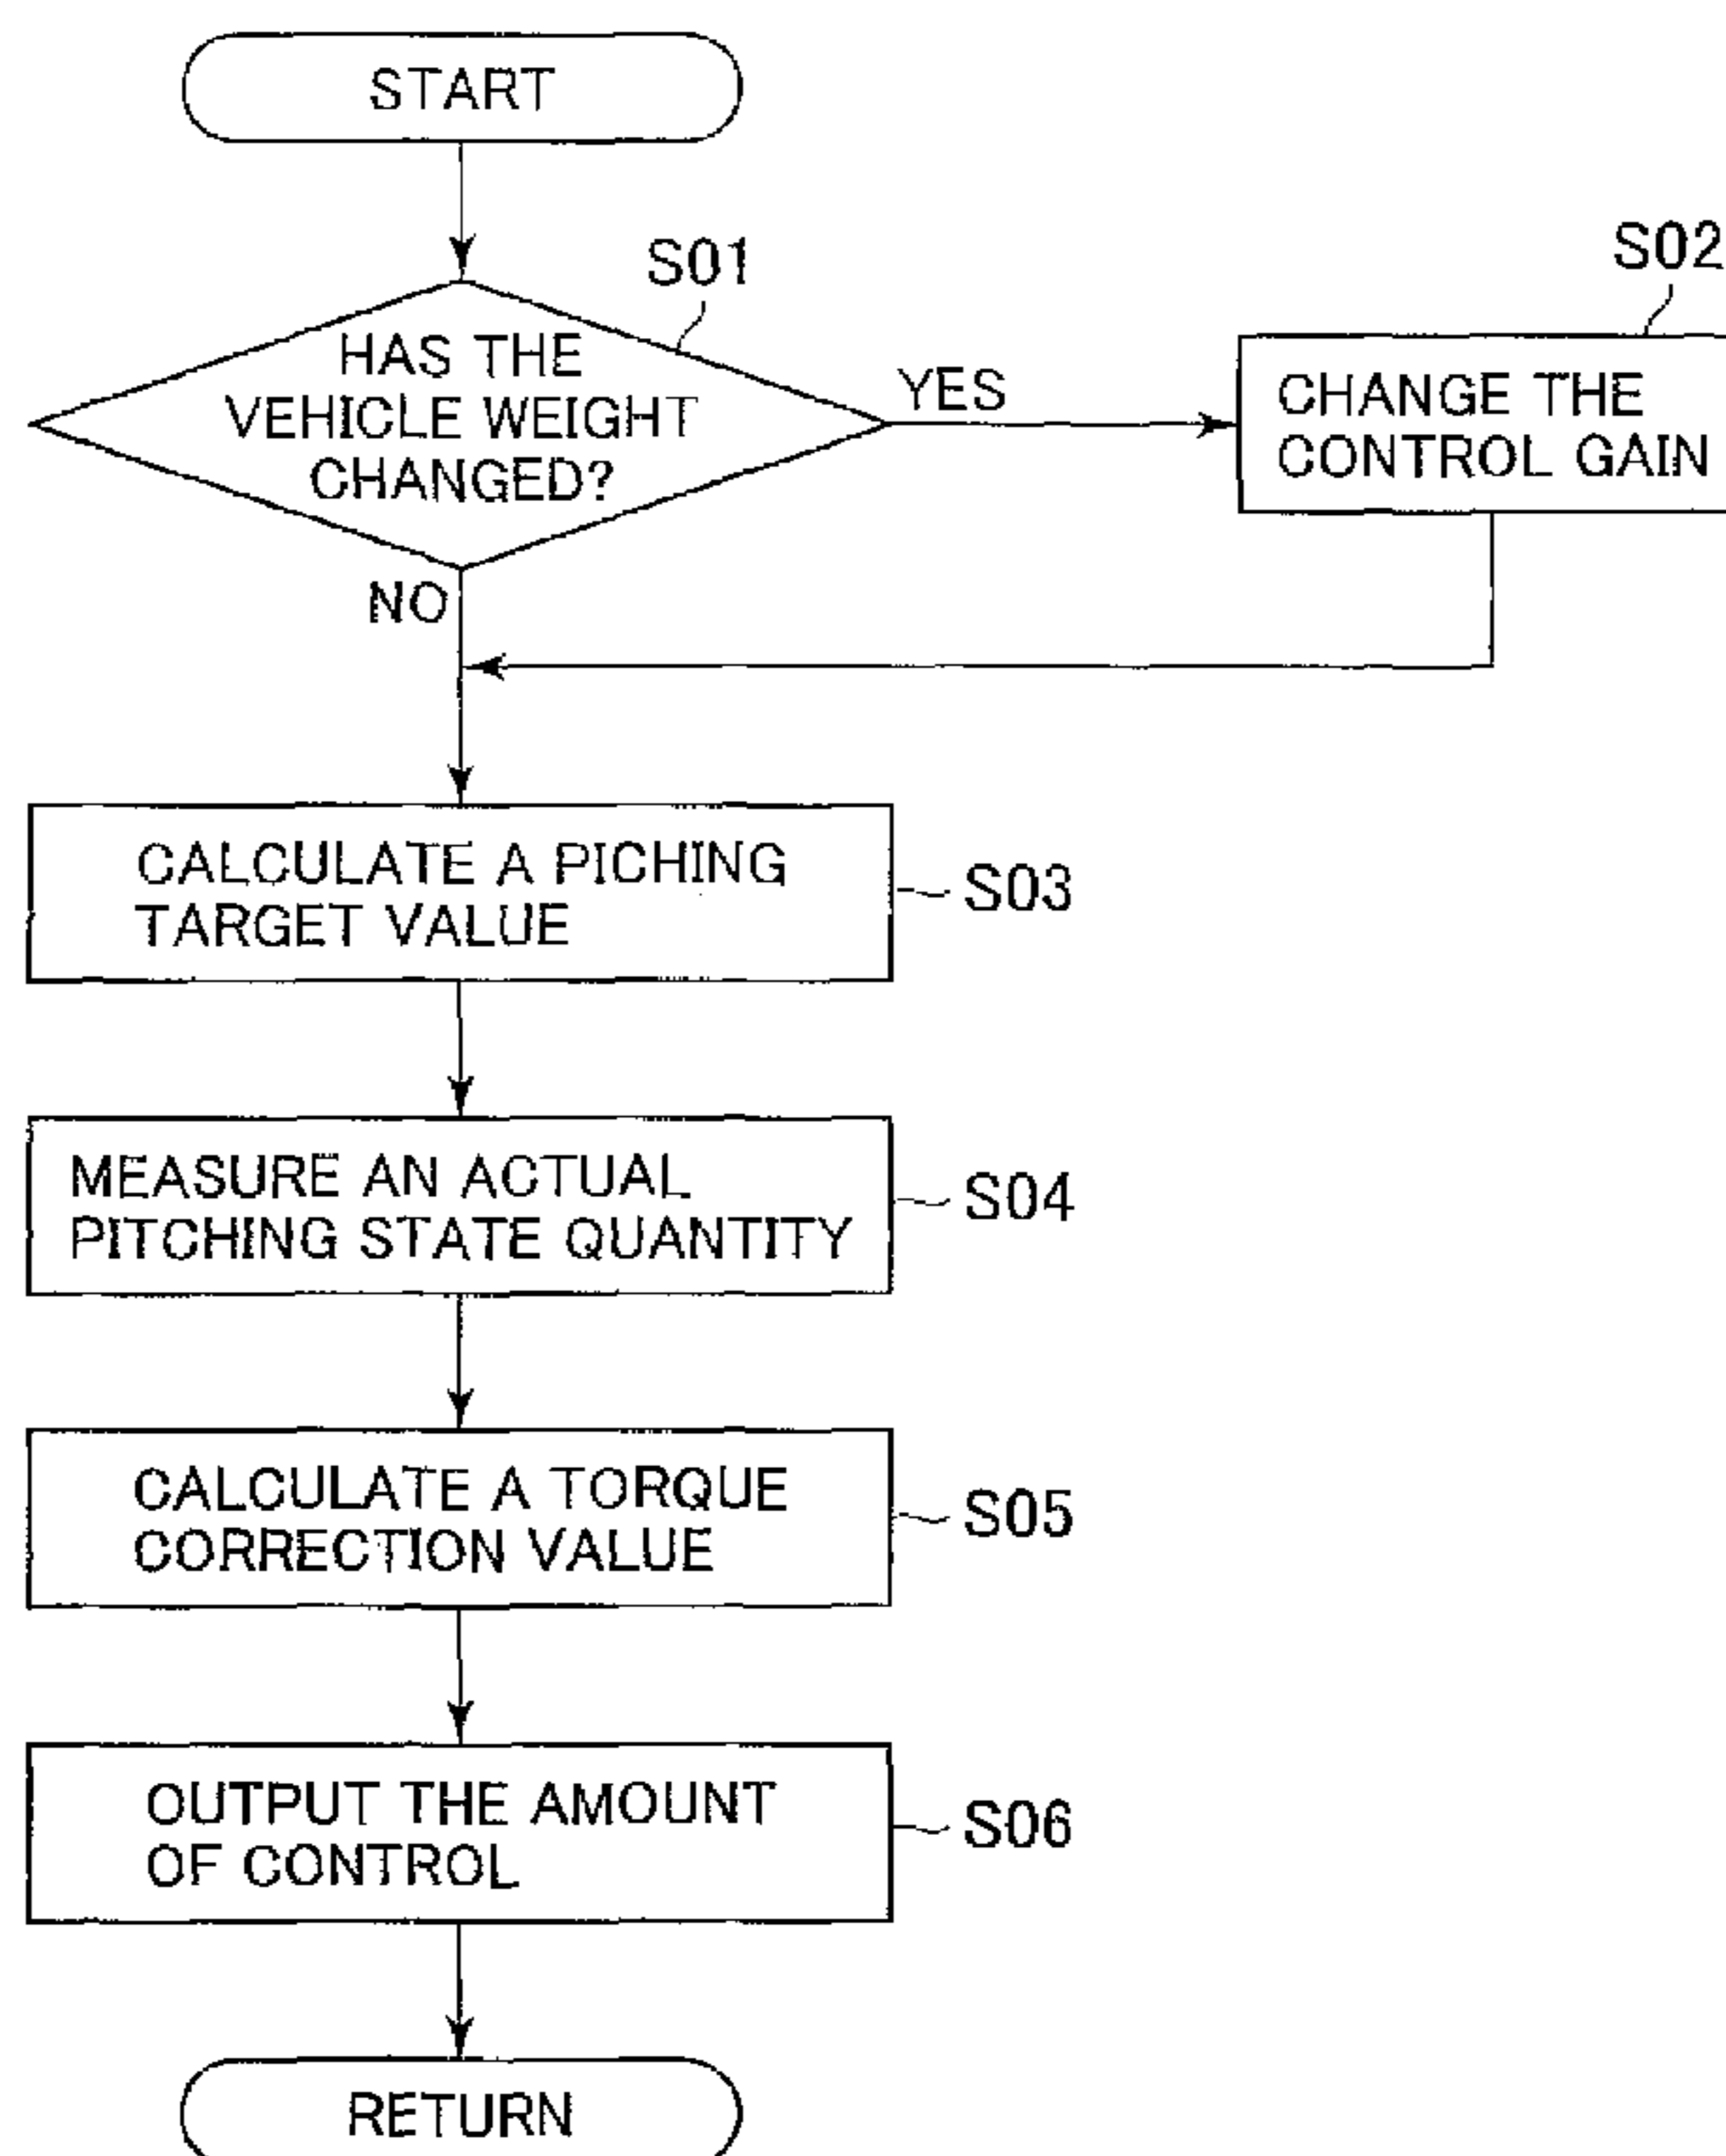 START
S01
HAS THE
VEHICLE WEIGHT
CHANGED?
YES
S02
CHANGE THE
CONTROL GAIN
NO
CALCULATE A PICHING
TARGET VALUE
S03
MEASURE AN ACTUAL
PITCHING STATE QUANTITY
S04
CALCULATE A TORQUE
CORRECTION VALUE
S05
OUTPUT THE AMOUNT
OF CONTROL
S06
RETURN